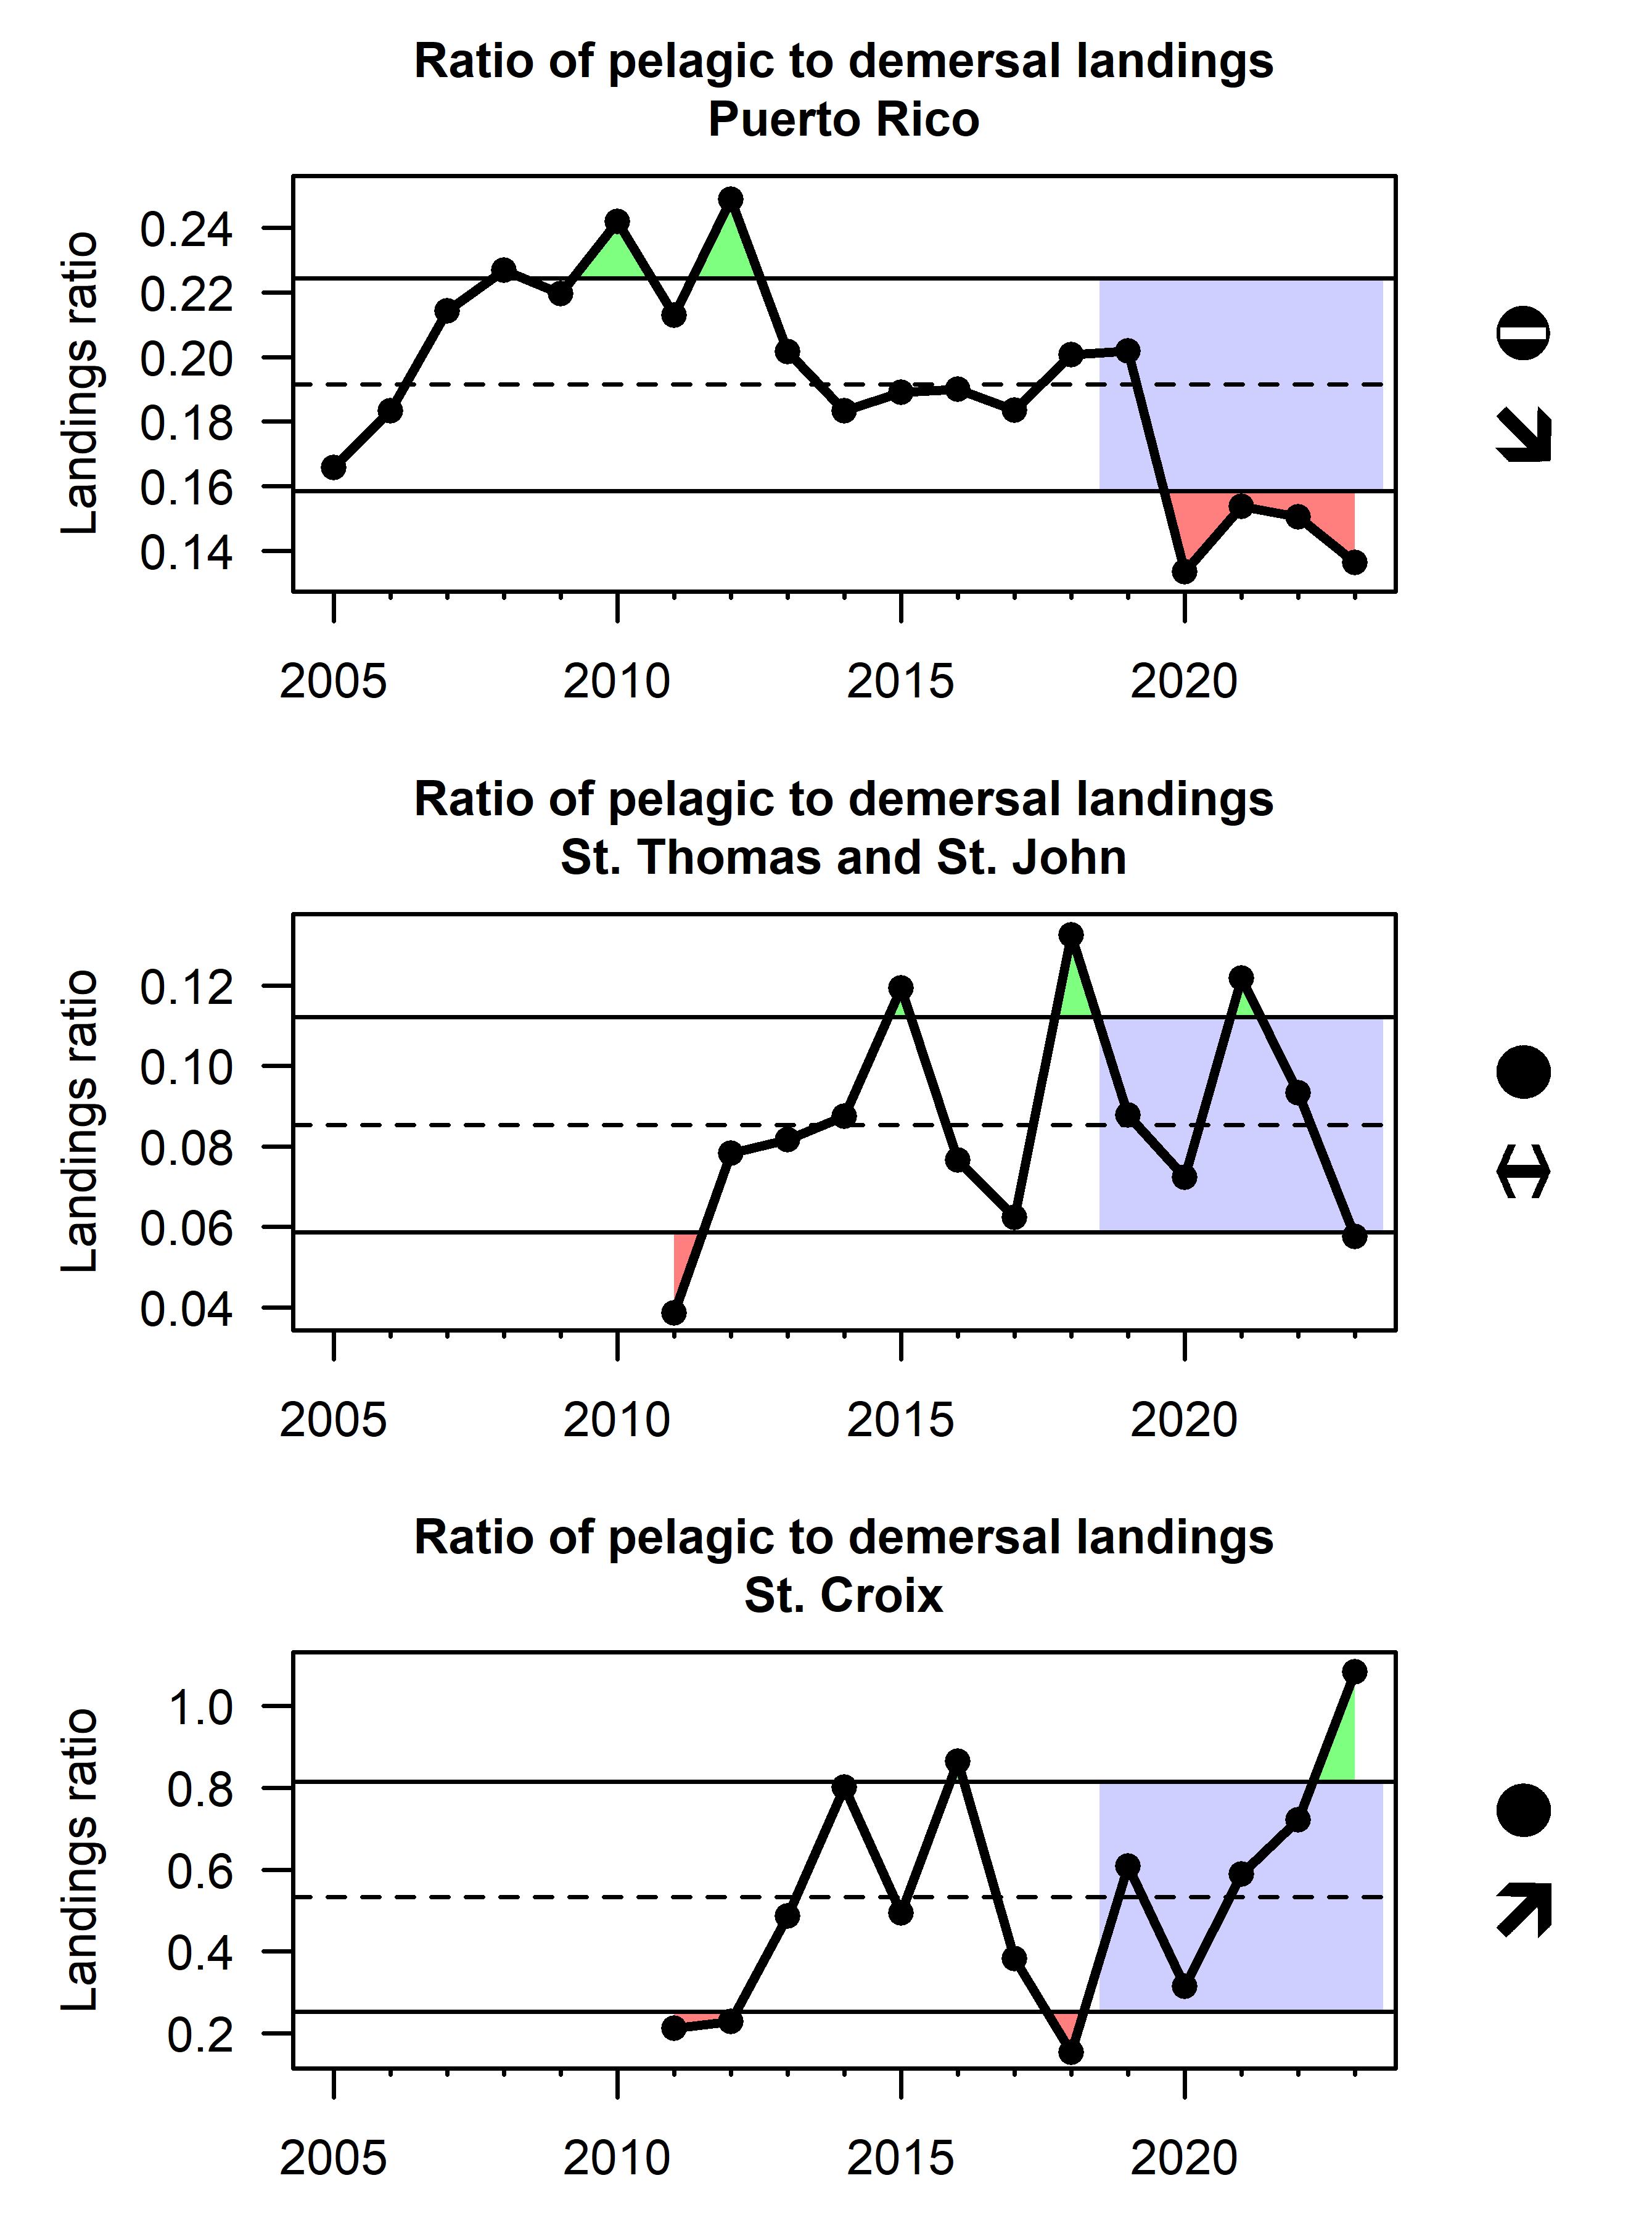 Ratio of pelagic to demersal landings
Puerto Rico
Landings ratio
0.24
0.22
0.20
0.18
0.16
0.14
2005 2010 2015 2020
Ratio of pelagic to demersal landings
St. Thomas and St. John
Landings ratio
0.12
0.10
0.08
0.06
0.04
2005 2010 2015 2020
Ratio of pelagic to demersal landings
St. Croix
Landings ratio
1.0
0.8
0.6
0.4
0.2
2005 2010 2015 2020